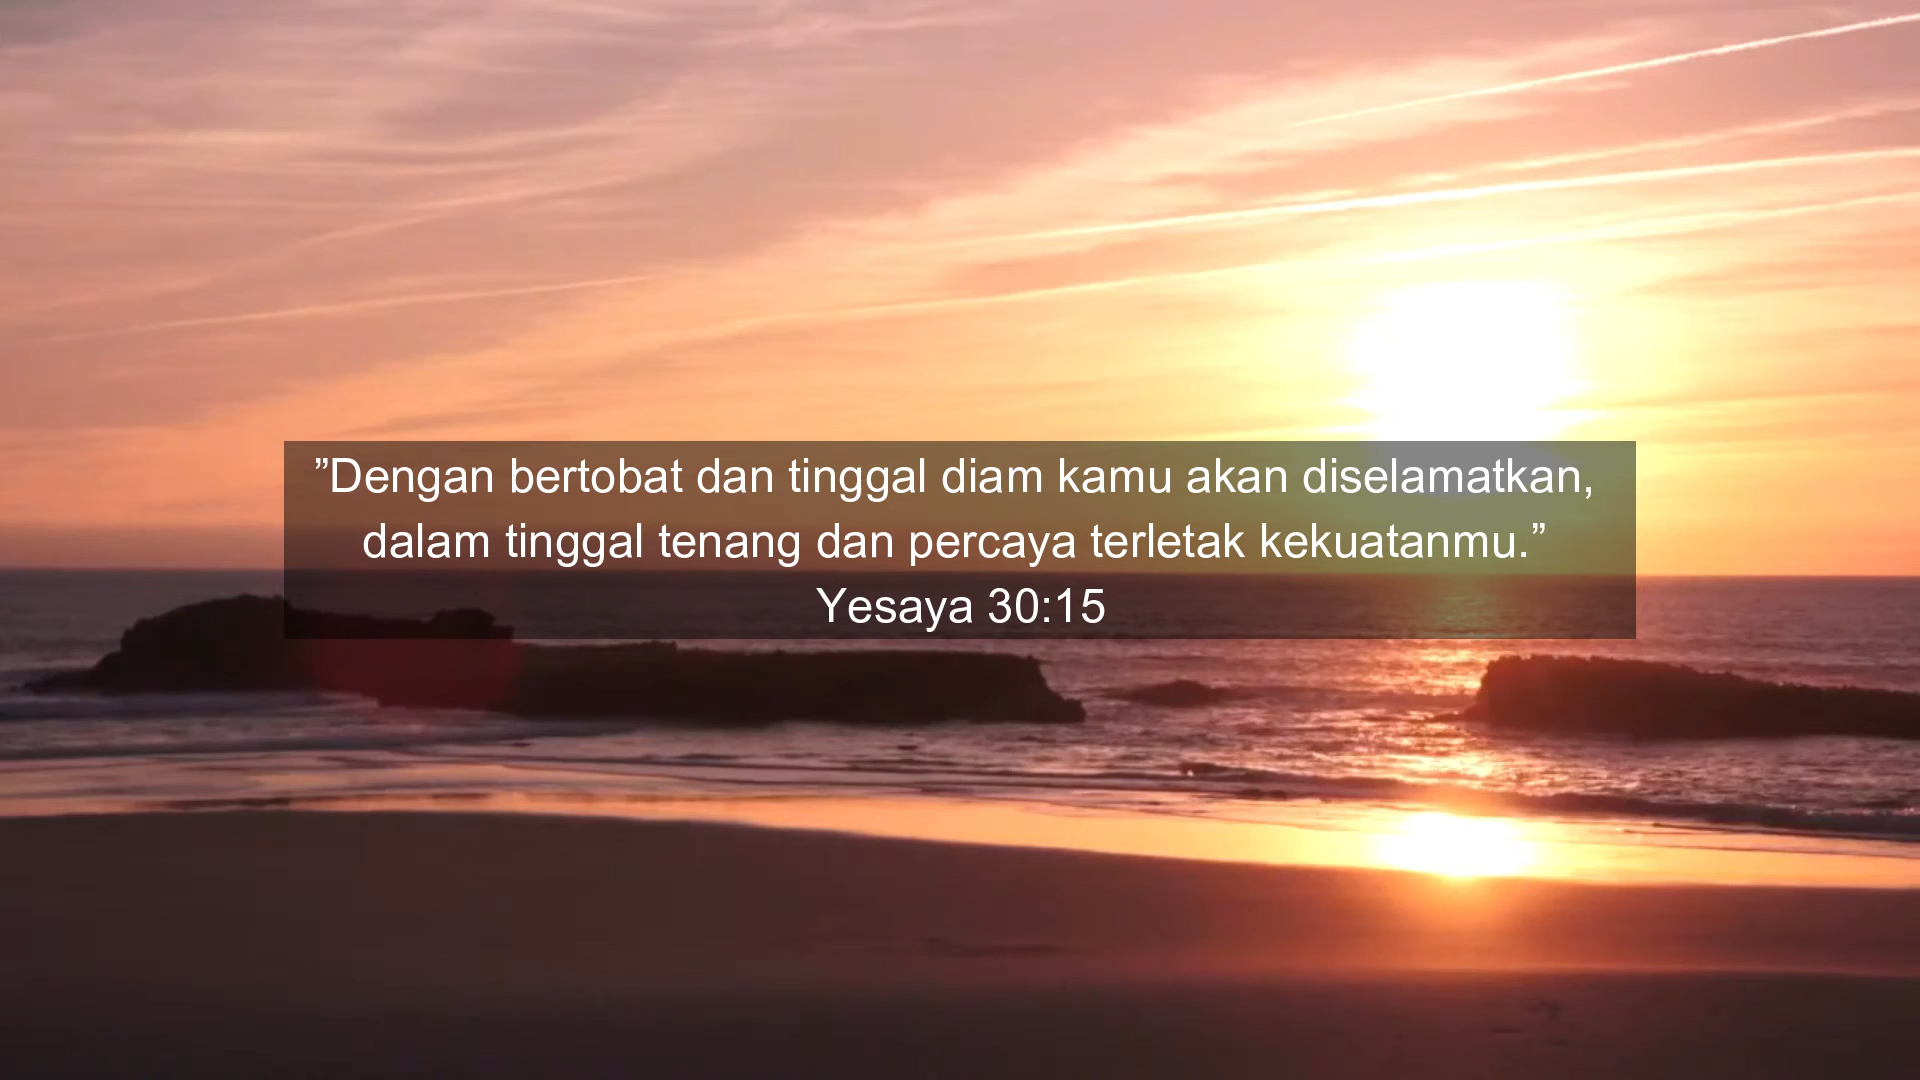 ”Dengan bertobat dan tinggal diam kamu akan diselamatkan,
dalam tinggal tenang dan percaya terletak kekuatanmu.”
Yesaya 30:15